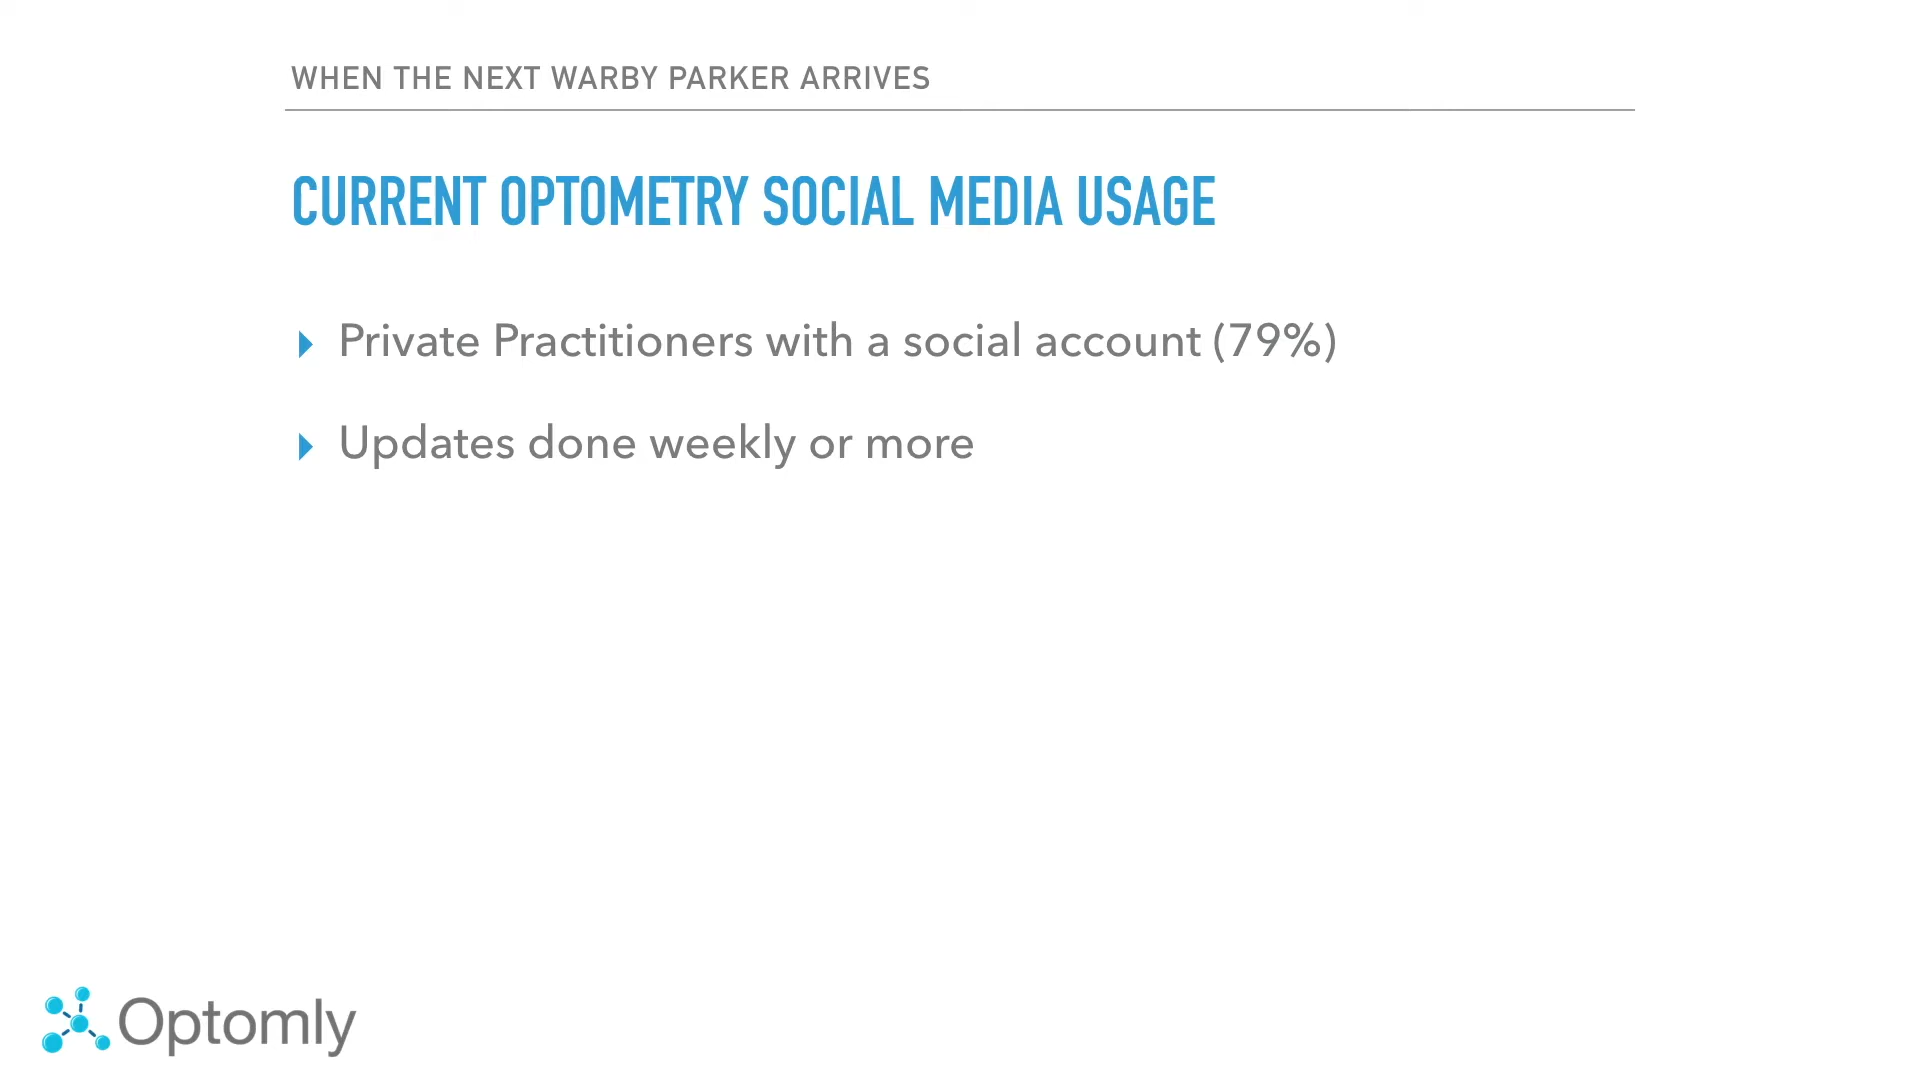 WHEN THE NEXT WARBY PARKER ARRIVES
CURRENT OPTOMETRY SOCIAL MEDIA USAGE
Private Practitioners with a social account (79%)
Updates done weekly or more
Optomly